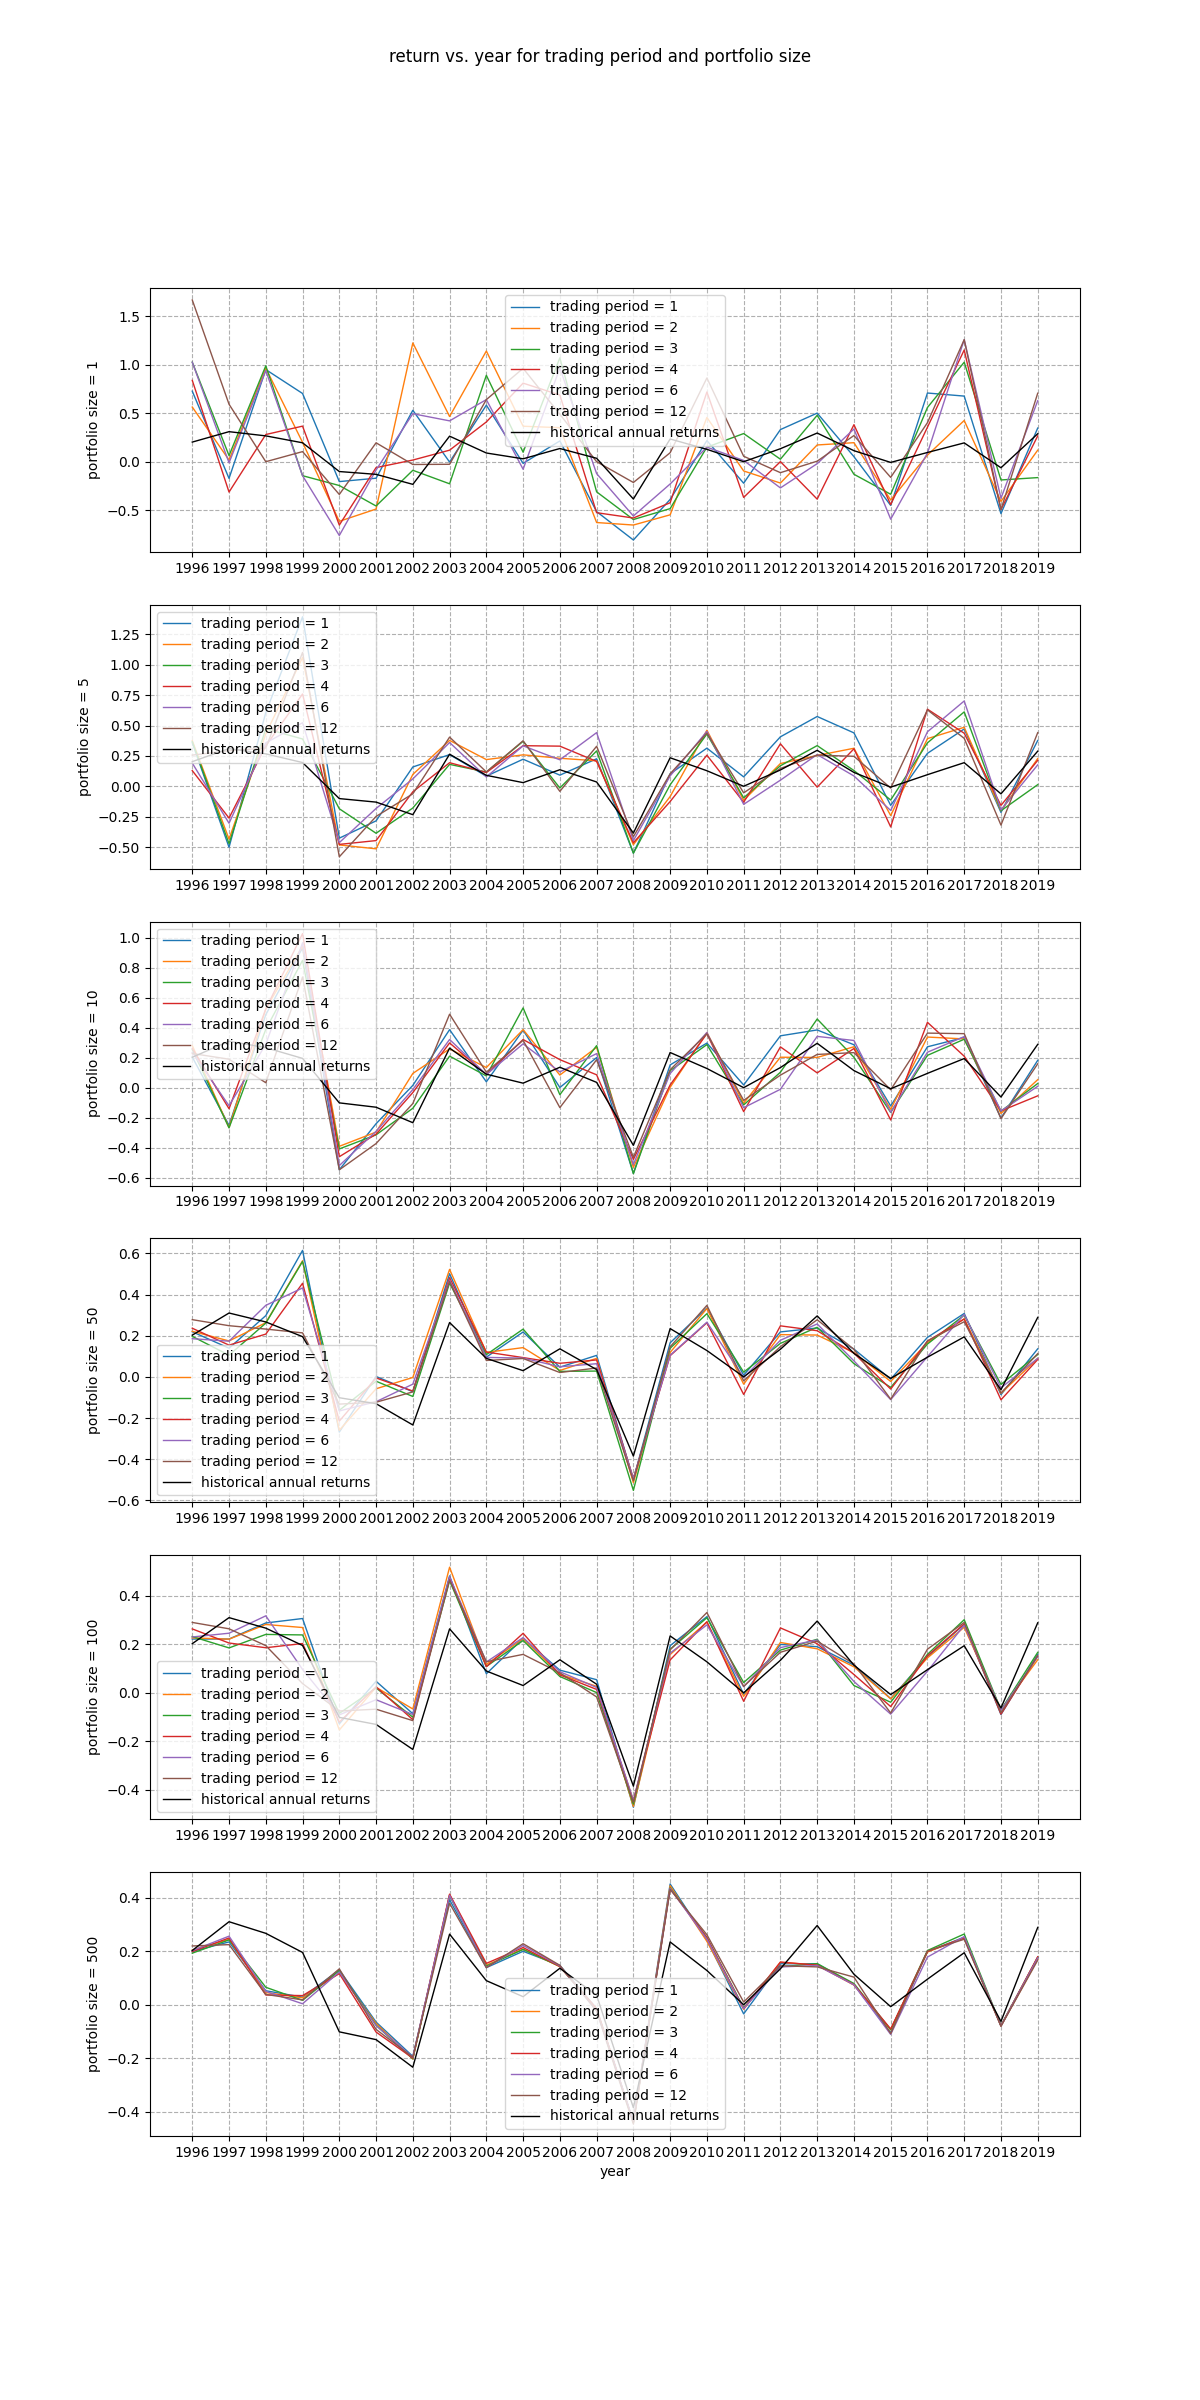 return vs. year for trading period and portfolio size
portfolio size = 1
1.5
1.0
0.5
0.0
−0.5
trading period = 1
trading period = 2
trading period = 3
trading period = 4
trading period = 6
trading period = 12
historical annual returns
1996 1997 1998 1999 2000 2001 2002 2003 2004 2005 2006 2007 2008 2009 2010 2011 2012 2013 2014 2015 2016 2017 2018 2019
portfolio size = 5
1.25
1.00
0.75
0.50
0.25
0.00
−0.25
−0.50
trading period = 1
trading period = 2
trading period = 3
trading period = 4
trading period = 6
trading period = 12
historical annual returns
1996 1997 1998 1999 2000 2001 2002 2003 2004 2005 2006 2007 2008 2009 2010 2011 2012 2013 2014 2015 2016 2017 2018 2019
portfolio size = 10
1.0
0.8
0.6
0.4
0.2
0.0
−0.2
−0.4
−0.6
trading period = 1
trading period = 2
trading period = 3
trading period = 4
trading period = 6
trading period = 12
historical annual returns
1996 1997 1998 1999 2000 2001 2002 2003 2004 2005 2006 2007 2008 2009 2010 2011 2012 2013 2014 2015 2016 2017 2018 2019
portfolio size = 50
0.6
0.4
0.2
0.0
−0.2
−0.4
−0.6
trading period = 1
trading period = 2
trading period = 3
trading period = 4
trading period = 6
trading period = 12
historical annual returns
1996 1997 1998 1999 2000 2001 2002 2003 2004 2005 2006 2007 2008 2009 2010 2011 2012 2013 2014 2015 2016 2017 2018 2019
portfolio size = 100
0.4
0.2
0.0
−0.2
−0.4
trading period = 1
trading period = 2
trading period = 3
trading period = 4
trading period = 6
trading period = 12
historical annual returns
1996 1997 1998 1999 2000 2001 2002 2003 2004 2005 2006 2007 2008 2009 2010 2011 2012 2013 2014 2015 2016 2017 2018 2019
portfolio size = 500
0.4
0.2
0.0
−0.2
−0.4
trading period = 1
trading period = 2
trading period = 3
trading period = 4
trading period = 6
trading period = 12
historical annual returns
1996 1997 1998 1999 2000 2001 2002 2003 2004 2005 2006 2007 2008 2009 2010 2011 2012 2013 2014 2015 2016 2017 2018 2019
year